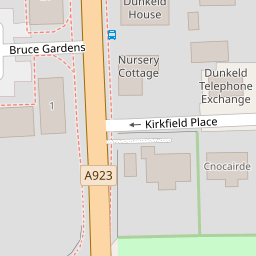 Dunkeld
House
Bruce Gardens
Nursery
Cottage
Dunkeld
Telephone
Exchange
1
← Kirkfield Place
Cnocairde
A923